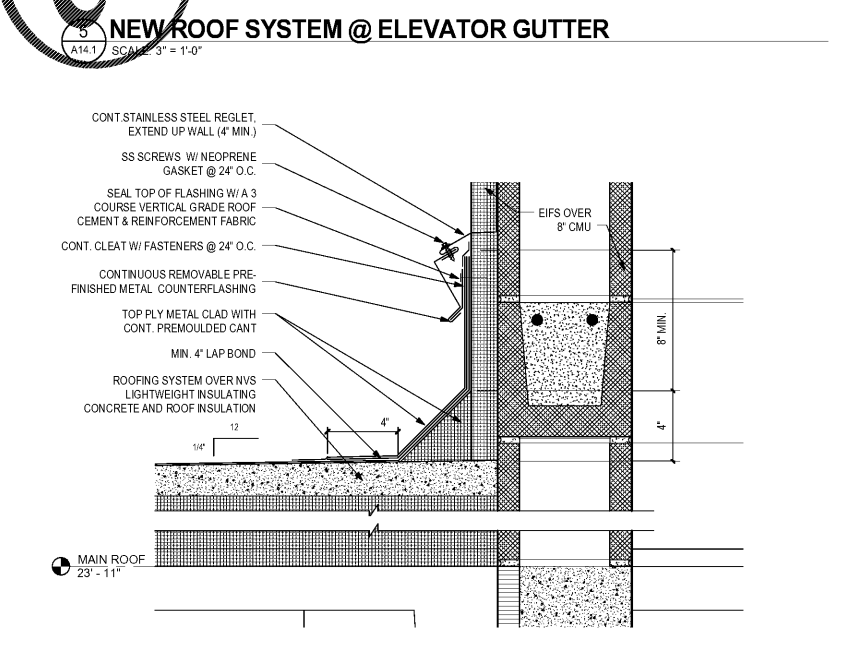 5
A14.1
NEW ROOF SYSTEM @ ELEVATOR GUTTER
SCALE: 3" = 1'-0"
CONT.STAINLESS STEEL REGLET,
EXTEND UP WALL (4" MIN.)
SS SCREWS W/ NEOPRENE
GASKET @ 24" O.C.
SEAL TOP OF FLASHING W/ A 3
COURSE VERTICAL GRADE ROOF
CEMENT & REINFORCEMENT FABRIC
CONT. CLEAT W/ FASTENERS @ 24" O.C.
CONTINUOUS REMOVABLE PRE-
FINISHED METAL COUNTERFLASHING
TOP PLY METAL CLAD WITH
CONT. PREMOULDED CANT
MIN. 4" LAP BOND
ROOFING SYSTEM OVER NVS
LIGHTWEIGHT INSULATING
CONCRETE AND ROOF INSULATION
EIFS OVER
8" CMU
8" MIN.
4"
4"
12
1/4"
MAIN ROOF
23' - 11"